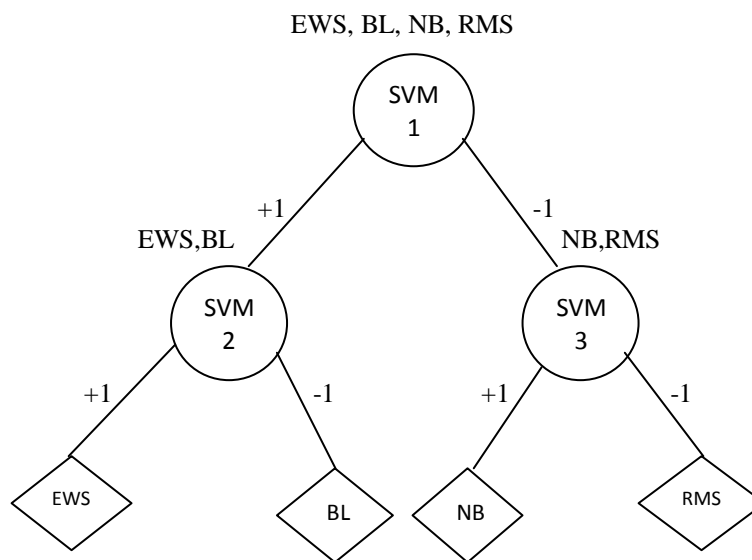 EWS, BL, NB, RMS
SVM
1
+1
-1
EWS,BL
NB,RMS
SVM
2
SVM
3
+1
-1
+1
-1
EWS
BL
NB
RMS